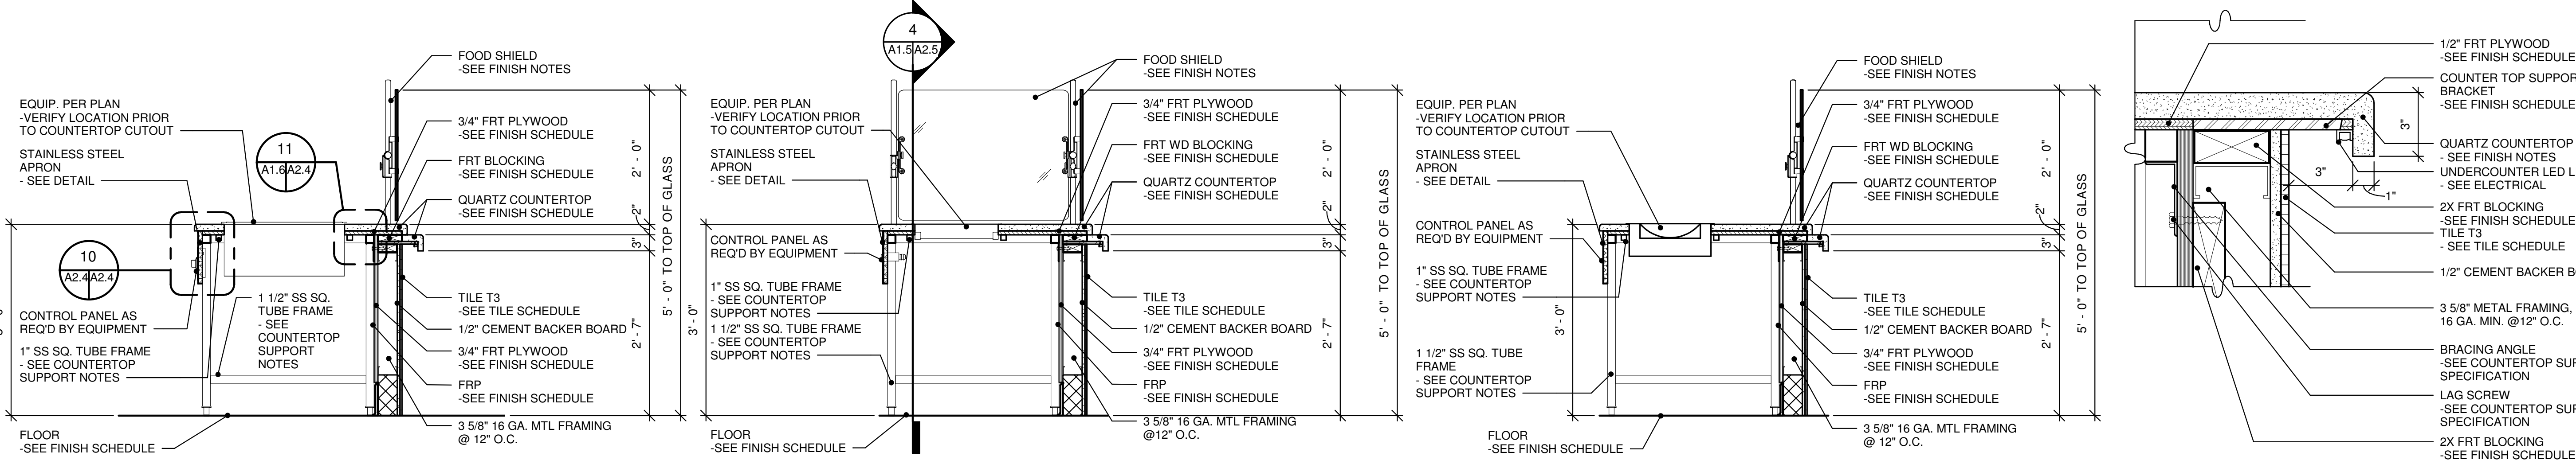 FOOD SHIELD
-SEE FINISH NOTES
EQUIP. PER PLAN
-VERIFY LOCATION PRIOR
TO COUNTERTOP CUTOUT
STAINLESS STEEL
APRON
- SEE DETAIL
11
A1.6 A2.4
10
A2.4 A2.4
3/4" FRT PLYWOOD
-SEE FINISH SCHEDULE
FRT BLOCKING
-SEE FINISH SCHEDULE
QUARTZ COUNTERTOP
-SEE FINISH SCHEDULE
CONTROL PANEL AS
REQ'D BY EQUIPMENT
1" SS SQ. TUBE FRAME
- SEE COUNTERTOP
SUPPORT NOTES
1 1/2" SS SQ.
TUBE FRAME
- SEE
COUNTERTOP
SUPPORT
NOTES
TILE T3
-SEE TILE SCHEDULE
1/2" CEMENT BACKER BOARD
3/4" FRT PLYWOOD
-SEE FINISH SCHEDULE
FRP
-SEE FINISH SCHEDULE
3 5/8" 16 GA. MTL FRAMING
@ 12" O.C.
FLOOR
-SEE FINISH SCHEDULE
2' - 0"
2"
3"
2' - 7"
5' - 0" TO TOP OF GLASS
4
A1.5 A2.5
FOOD SHIELD
-SEE FINISH NOTES
EQUIP. PER PLAN
-VERIFY LOCATION PRIOR
TO COUNTERTOP CUTOUT
STAINLESS STEEL
APRON
- SEE DETAIL
3/4" FRT PLYWOOD
-SEE FINISH SCHEDULE
FRT WD BLOCKING
-SEE FINISH SCHEDULE
QUARTZ COUNTERTOP
-SEE FINISH SCHEDULE
CONTROL PANEL AS
REQ'D BY EQUIPMENT
1" SS SQ. TUBE FRAME
- SEE COUNTERTOP
SUPPORT NOTES
1 1/2" SS SQ. TUBE FRAME
- SEE COUNTERTOP
SUPPORT NOTES
TILE T3
-SEE TILE SCHEDULE
1/2" CEMENT BACKER BOARD
3/4" FRT PLYWOOD
-SEE FINISH SCHEDULE
FRP
-SEE FINISH SCHEDULE
3 5/8" 16 GA. MTL FRAMING
@12" O.C.
FLOOR
-SEE FINISH SCHEDULE
3' - 0"
2' - 0"
2"
3"
2' - 7"
5' - 0" TO TOP OF GLASS
FOOD SHIELD
-SEE FINISH NOTES
EQUIP. PER PLAN
-VERIFY LOCATION PRIOR
TO COUNTERTOP CUTOUT
STAINLESS STEEL
APRON
- SEE DETAIL
3/4" FRT PLYWOOD
-SEE FINISH SCHEDULE
FRT WD BLOCKING
-SEE FINISH SCHEDULE
QUARTZ COUNTERTOP
-SEE FINISH SCHEDULE
CONTROL PANEL AS
REQ'D BY EQUIPMENT
1" SS SQ. TUBE FRAME
- SEE COUNTERTOP
SUPPORT NOTES
1 1/2" SS SQ. TUBE
FRAME
- SEE COUNTERTOP
SUPPORT NOTES
TILE T3
-SEE TILE SCHEDULE
1/2" CEMENT BACKER BOARD
3/4" FRT PLYWOOD
-SEE FINISH SCHEDULE
FRP
-SEE FINISH SCHEDULE
3 5/8" 16 GA. MTL FRAMING
@ 12" O.C.
FLOOR
-SEE FINISH SCHEDULE
3' - 0"
2' - 0"
2"
3"
2' - 7"
5' - 0" TO TOP OF GLASS
1/2" FRT PLYWOOD
-SEE FINISH SCHEDULE
COUNTER TOP SUPPOR
BRACKET
-SEE FINISH SCHEDULE
3"
QUARTZ COUNTERTOP
- SEE FINISH NOTES
UNDERCOUNTER LED L
- SEE ELECTRICAL
3"
1"
2X FRT BLOCKING
-SEE FINISH SCHEDULE
TILE T3
- SEE TILE SCHEDULE
1/2" CEMENT BACKER B
3 5/8" METAL FRAMING,
16 GA. MIN. @12" O.C.
BRACING ANGLE
-SEE COUNTERTOP SU
SPECIFICATION
LAG SCREW
-SEE COUNTERTOP SU
SPECIFICATION
2X FRT BLOCKING
-SEE FINISH SCHEDULE